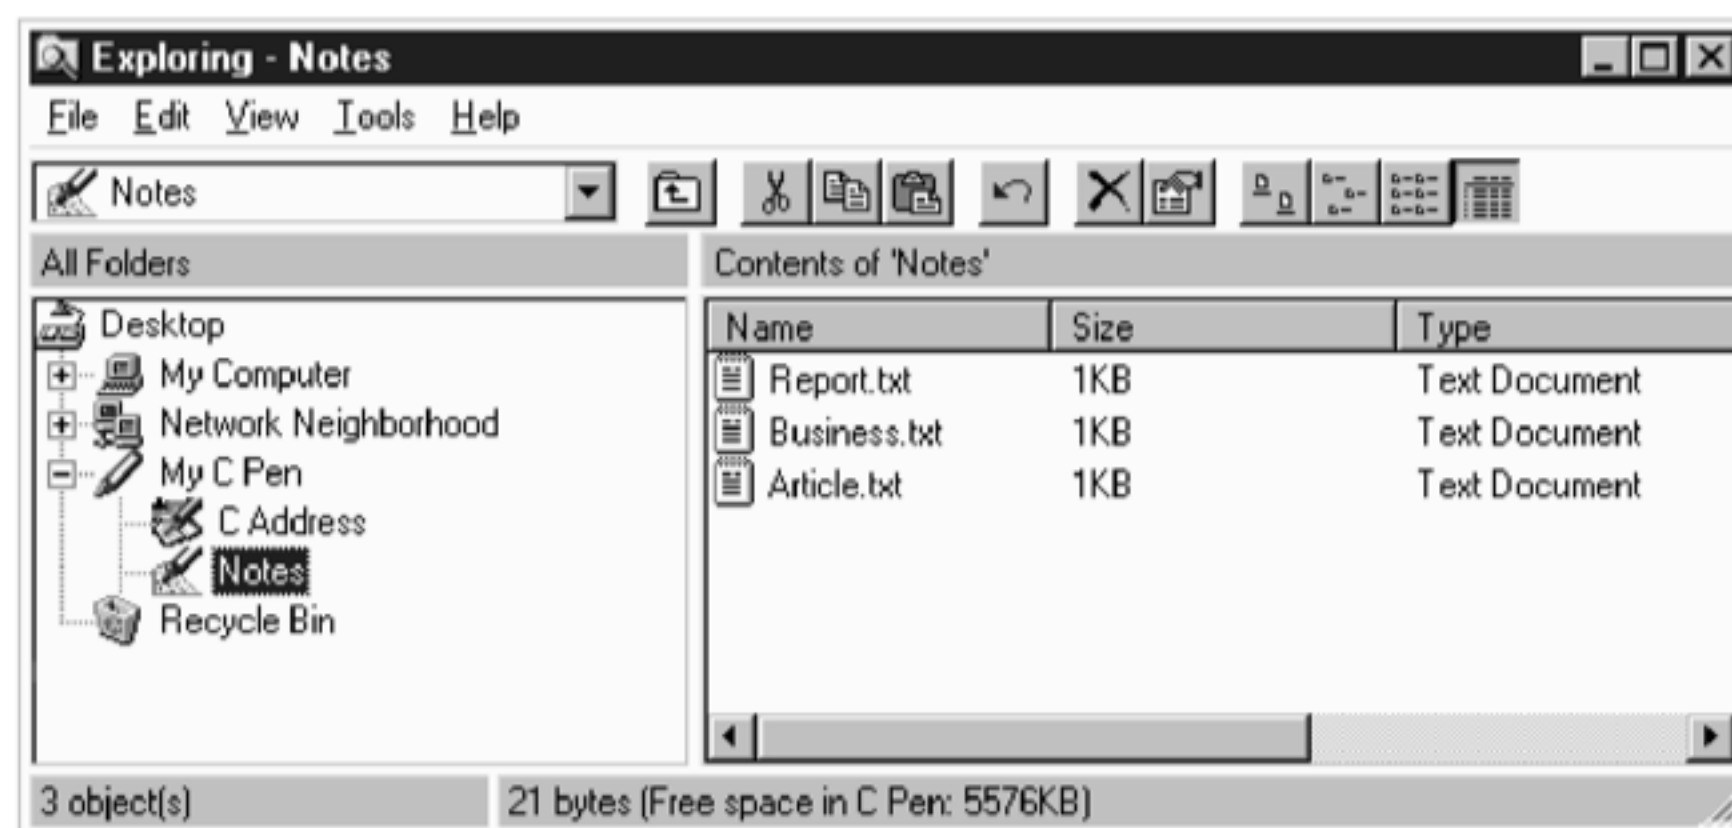 Exploring - Notes
File Edit View Tools Help
Notes
All Folders
Contents of 'Notes'
Desktop
My Computer
Network Neighborhood
My C Pen
C Address
Notes
Recycle Bin
Name Size Type
Report.txt 1KB Text Document
Business.txt 1KB Text Document
Article.txt 1KB Text Document
3 object(s)
21 bytes (Free space in C Pen: 5576KB)